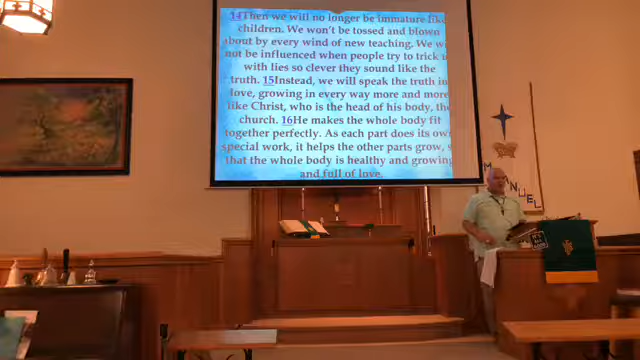 14Then we will no longer be immature like
children. We won't be tossed and blown
about by every wind of new teaching. We wi
not be influenced when people try to trick u
with lies so clever they sound like the
truth. 15Instead, we will speak the truth in
love, growing in every way more and more
like Christ, who is the head of his body, the
church. 16He makes the whole body fit
together perfectly. As each part does its own
special work, it helps the other parts grow, s
that the whole body is healthy and growing
and full of love.